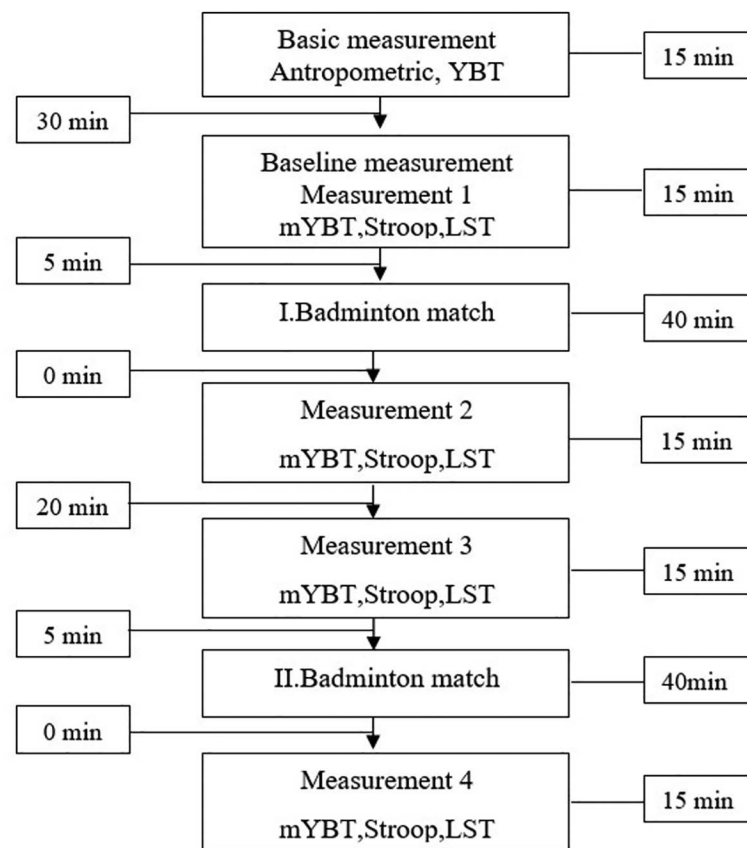 Basic measurement
Antropometric, YBT
15 min
30 min
Baseline measurement
Measurement 1
mYBT,Stroop,LST
15 min
5 min
I.Badminton match
40 min
0 min
Measurement 2
mYBT,Stroop,LST
15 min
20 min
Measurement 3
mYBT,Stroop,LST
15 min
5 min
II.Badminton match
40min
0 min
Measurement 4
mYBT,Stroop,LST
15 min